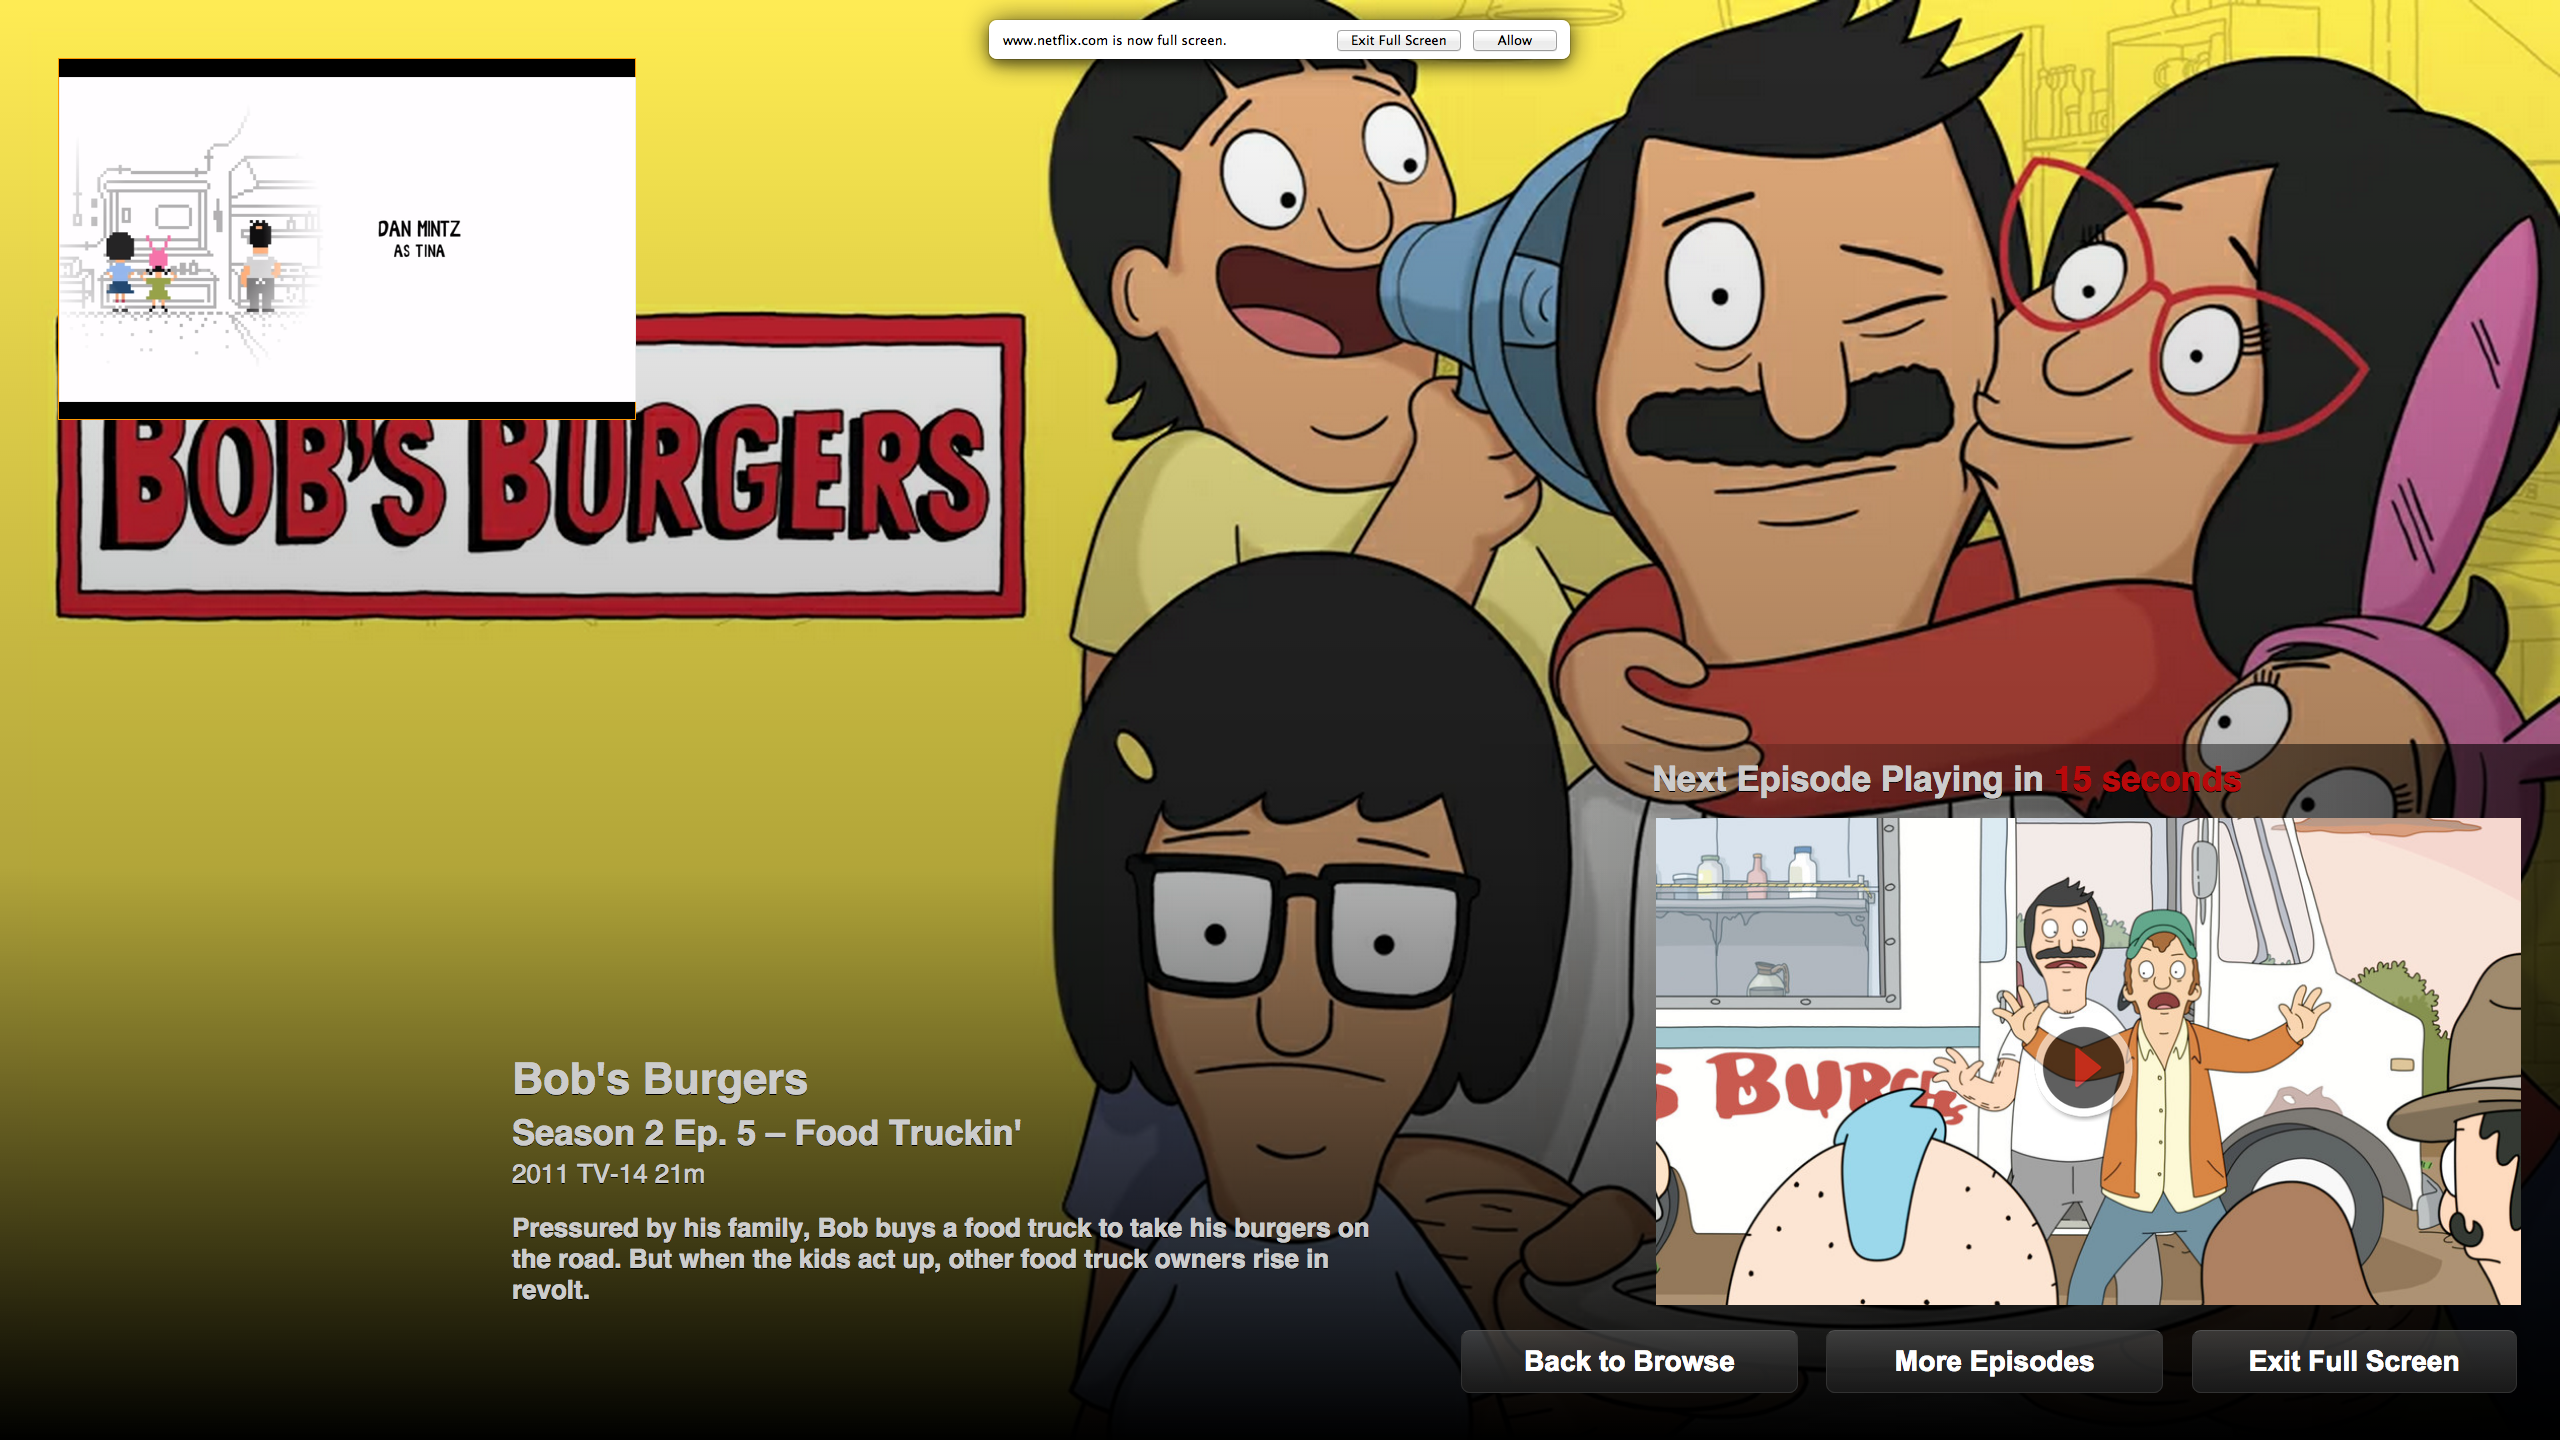 www.netflix.com is now full screen.
Exit Full Screen
Allow
DAN MINTZ
AS TINA
BOB'S BURGERS
Next Episode Playing in 15 seconds
S BURGERS
Bob's Burgers
Season 2 Ep. 5 – Food Truckin'
2011 TV-14 21m
Pressured by his family, Bob buys a food truck to take his burgers on
the road. But when the kids act up, other food truck owners rise in
revolt.
Back to Browse
More Episodes
Exit Full Screen